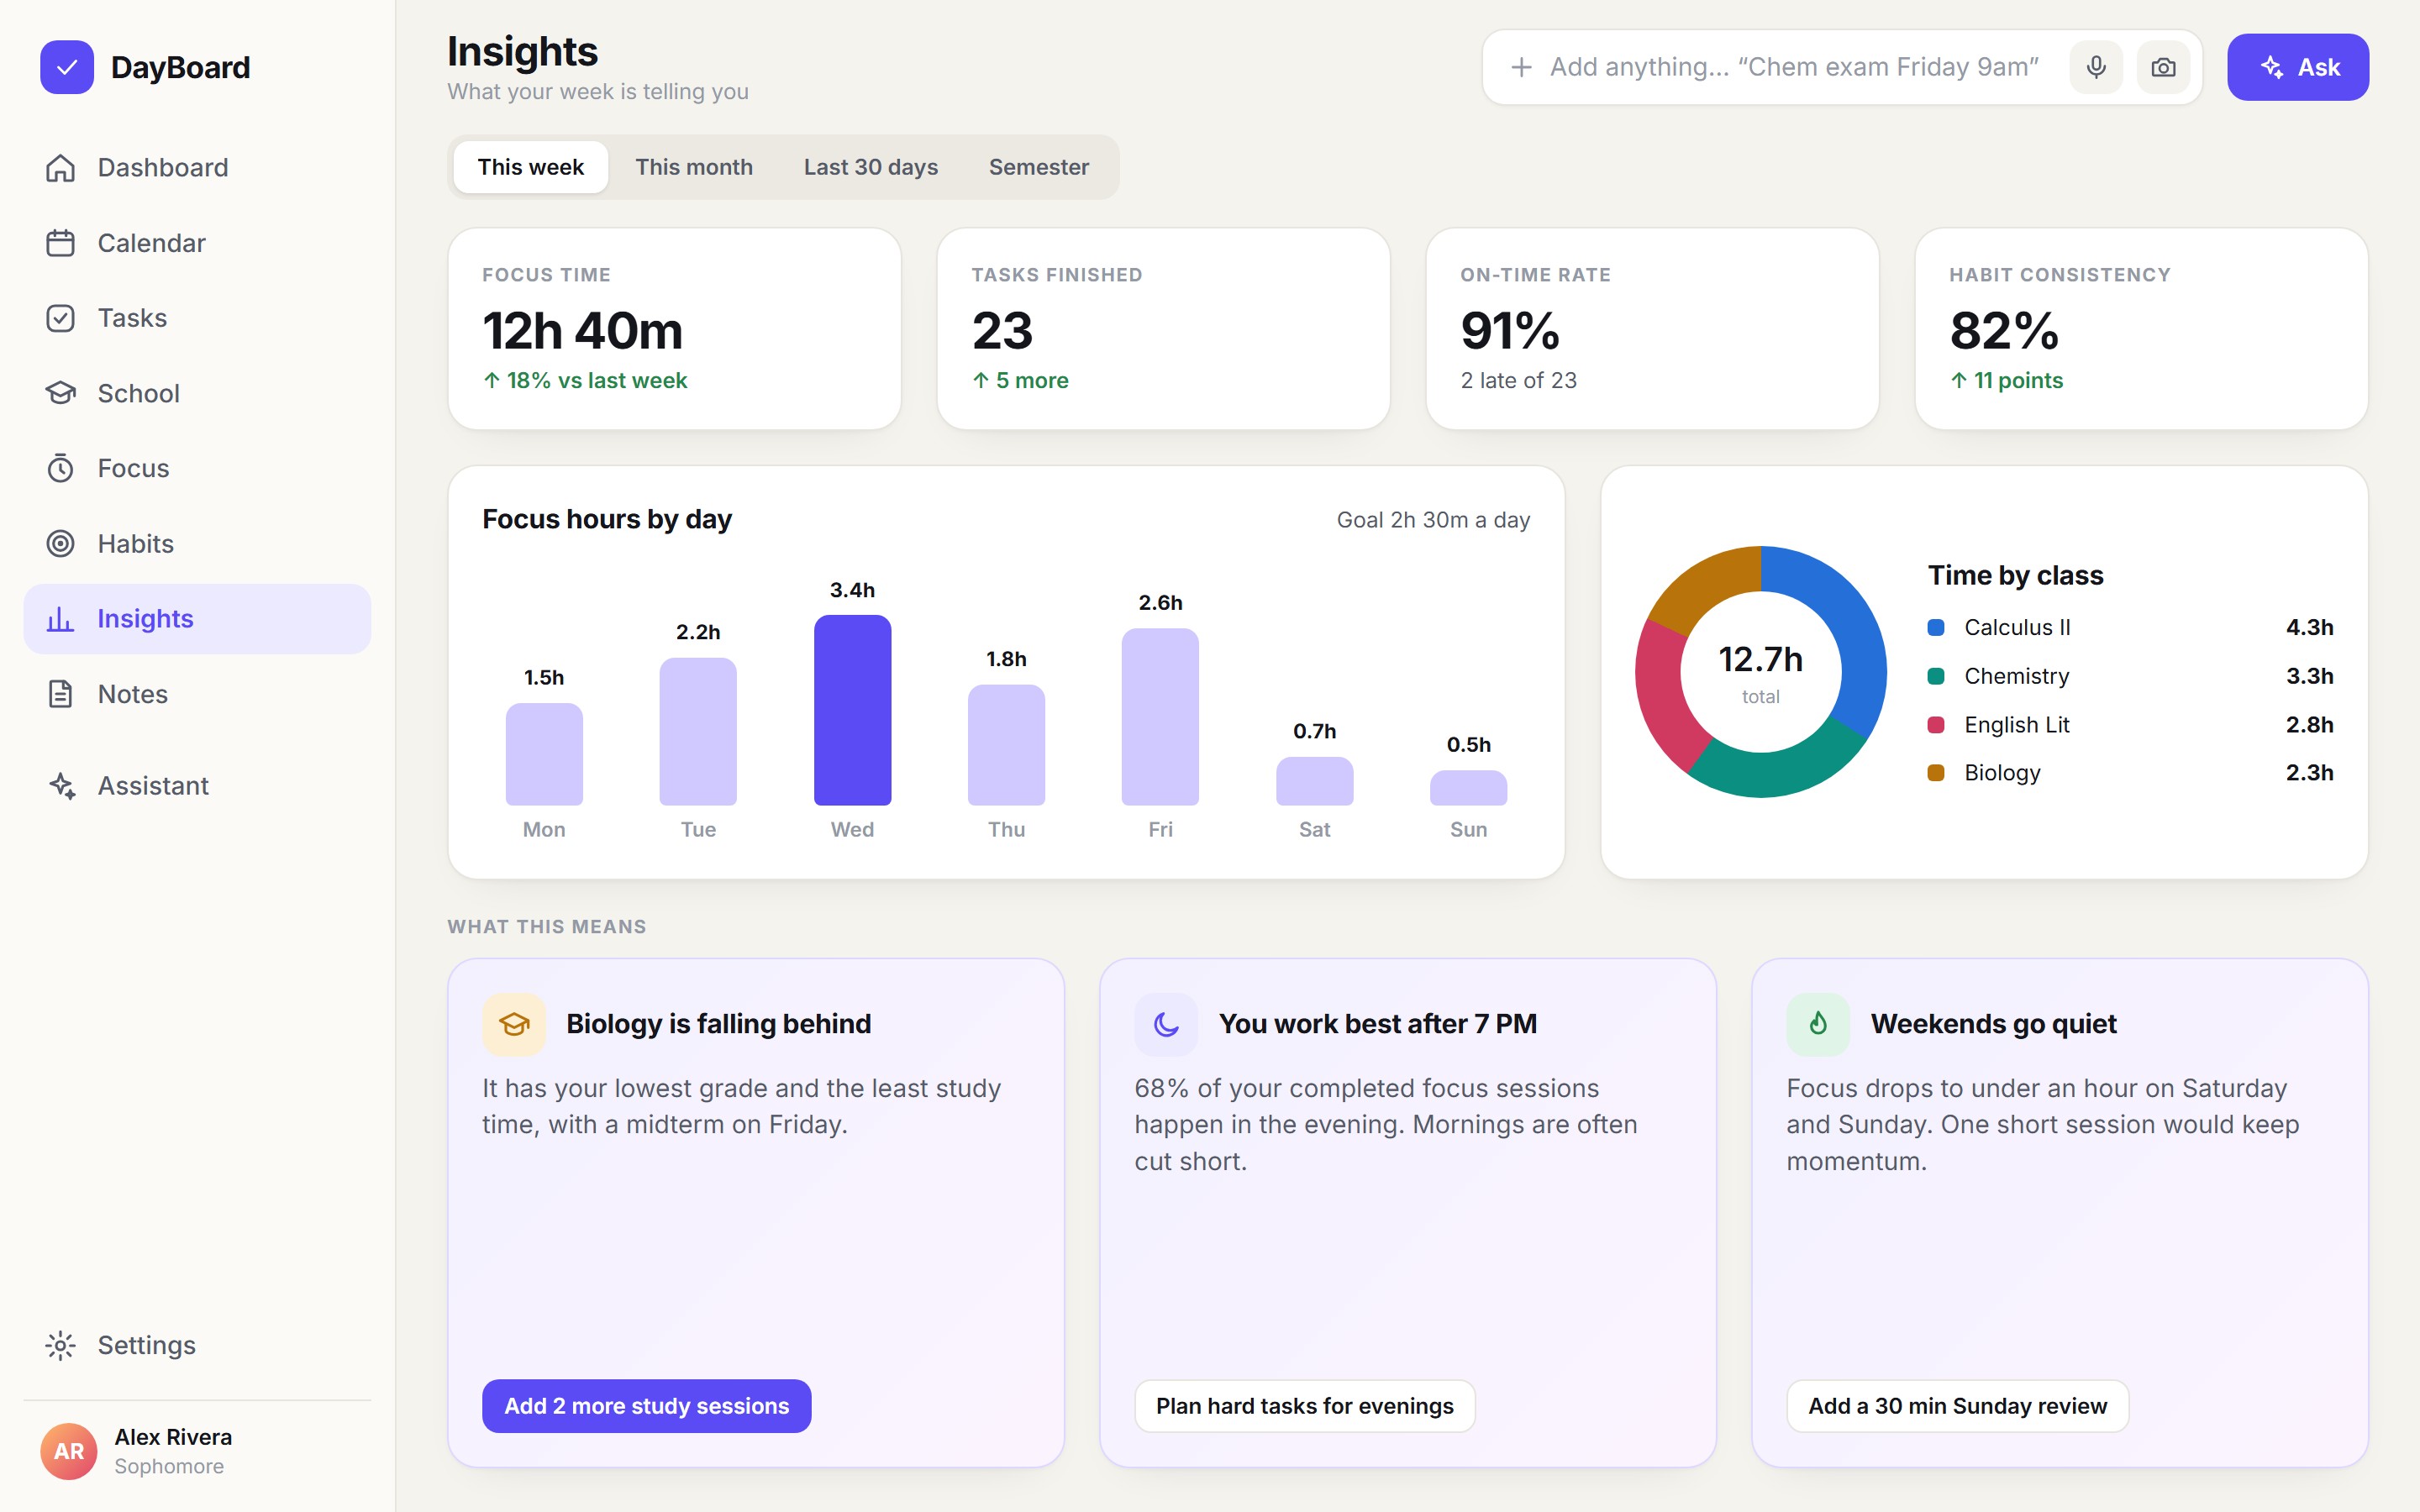 DayBoard
Dashboard
Calendar
Tasks
School
Focus
Habits
Insights
Notes
Assistant
Settings
AR
Alex Rivera
Sophomore
Insights
What your week is telling you
Add anything... “Chem exam Friday 9am”
Ask
This week
This month
Last 30 days
Semester
FOCUS TIME
12h 40m
↑ 18% vs last week
TASKS FINISHED
23
↑ 5 more
ON-TIME RATE
91%
2 late of 23
HABIT CONSISTENCY
82%
↑ 11 points
Focus hours by day
Goal 2h 30m a day
1.5h
2.2h
3.4h
1.8h
2.6h
0.7h
0.5h
Mon
Tue
Wed
Thu
Fri
Sat
Sun
12.7h
total
Time by class
Calculus II 4.3h
Chemistry 3.3h
English Lit 2.8h
Biology 2.3h
WHAT THIS MEANS
Biology is falling behind
It has your lowest grade and the least study
time, with a midterm on Friday.
Add 2 more study sessions
You work best after 7 PM
68% of your completed focus sessions
happen in the evening. Mornings are often
cut short.
Plan hard tasks for evenings
Weekends go quiet
Focus drops to under an hour on Saturday
and Sunday. One short session would keep
momentum.
Add a 30 min Sunday review